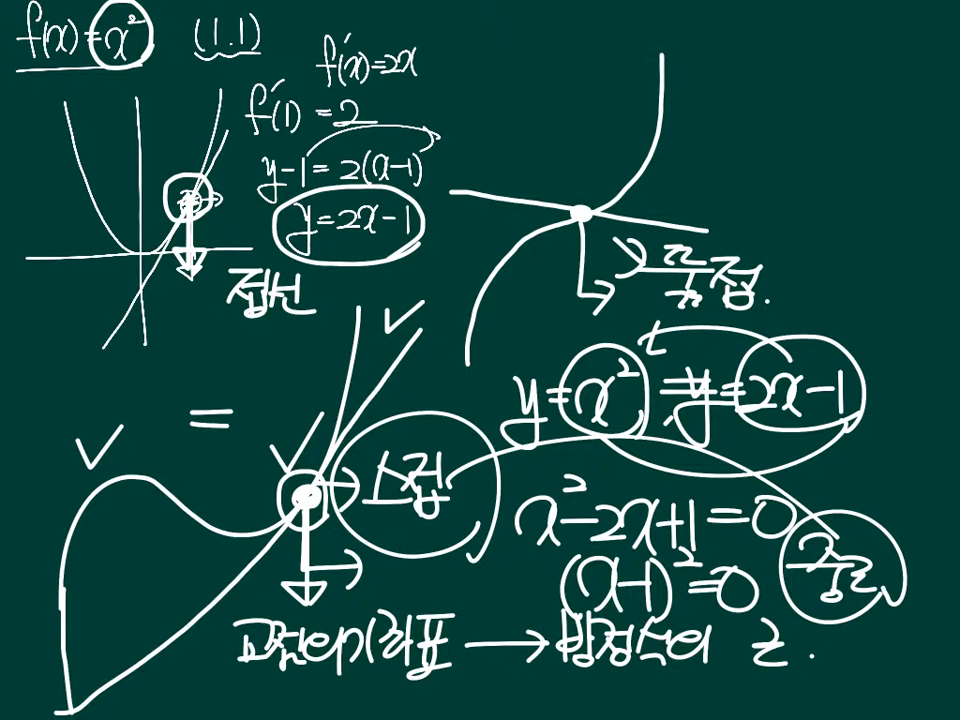 f(x) = x² (1.1)
f'(x)=2x
f'(1) = 2
y-1=2(x-1)
y=2x-1
접선
교점.
y=x² = y=2x-1
접점
x²-2x+1=0
(x-1)²=0
중근
교점의 x좌표 → 방정식의 근.